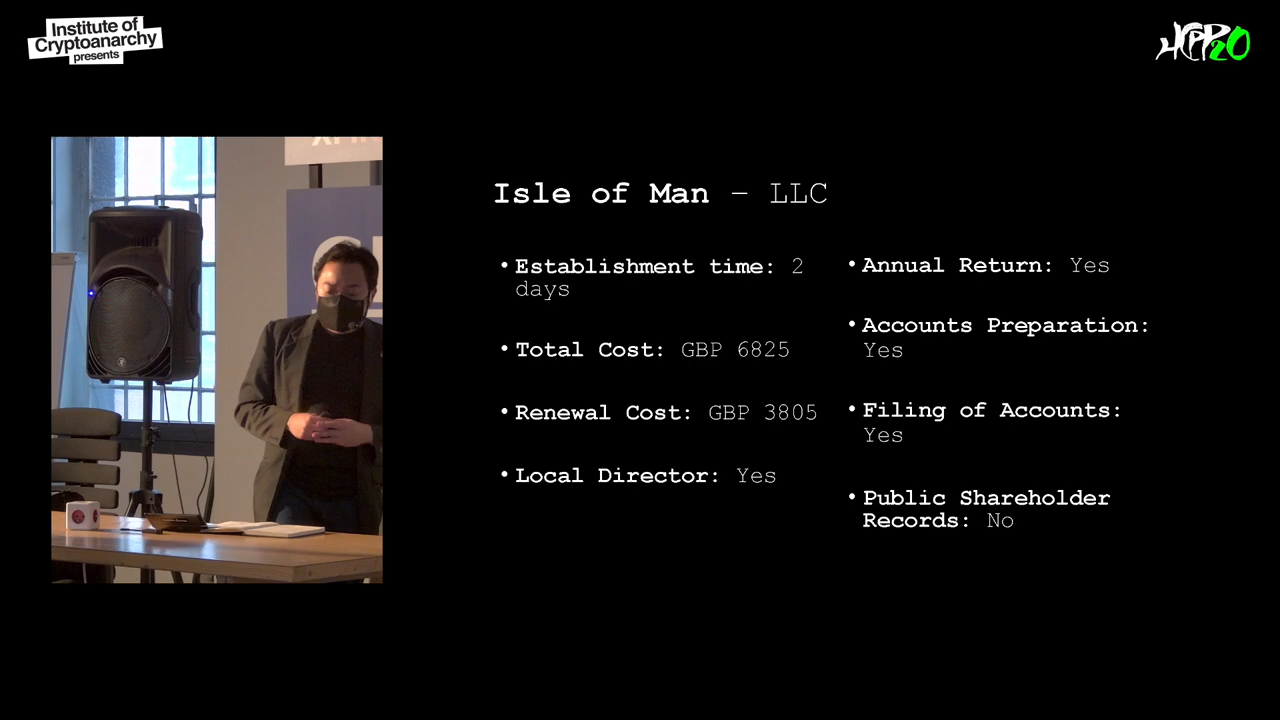 Institute of
Cryptoanarchy
presents
HCPP20
Isle of Man – LLC
• Establishment time: 2
days
• Total Cost: GBP 6825
• Renewal Cost: GBP 3805
• Local Director: Yes
• Annual Return: Yes
• Accounts Preparation:
Yes
• Filing of Accounts:
Yes
• Public Shareholder
Records: No